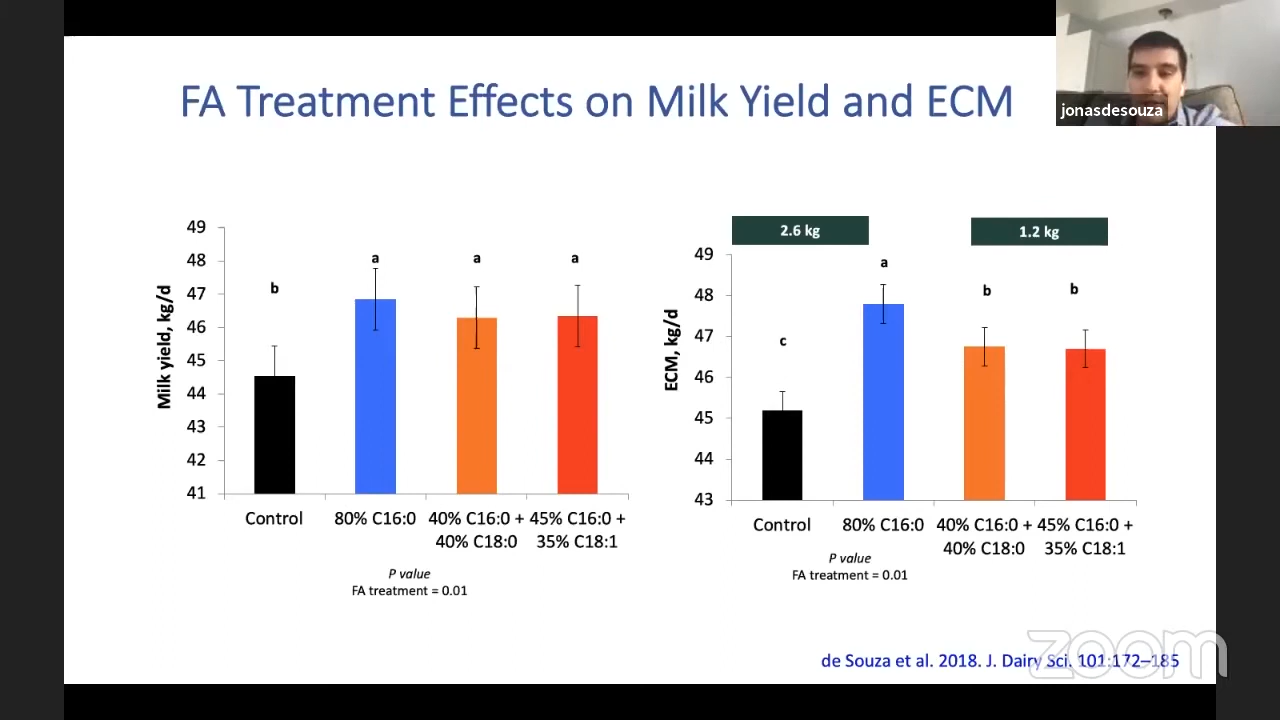 FA Treatment Effects on Milk Yield and ECM
jonasdesouza
49
48
47
46
45
44
43
42
41
Milk yield, kg/d
b
a
a
a
Control
80% C16:0
40% C16:0 +
40% C18:0
45% C16:0 +
35% C18:1
P value
FA treatment = 0.01
2.6 kg
1.2 kg
49
48
47
46
45
44
43
ECM, kg/d
c
a
b
b
Control
80% C16:0
40% C16:0 +
40% C18:0
45% C16:0 +
35% C18:1
P value
FA treatment = 0.01
de Souza et al. 2018. J. Dairy Sci. 101:172–185
zoom